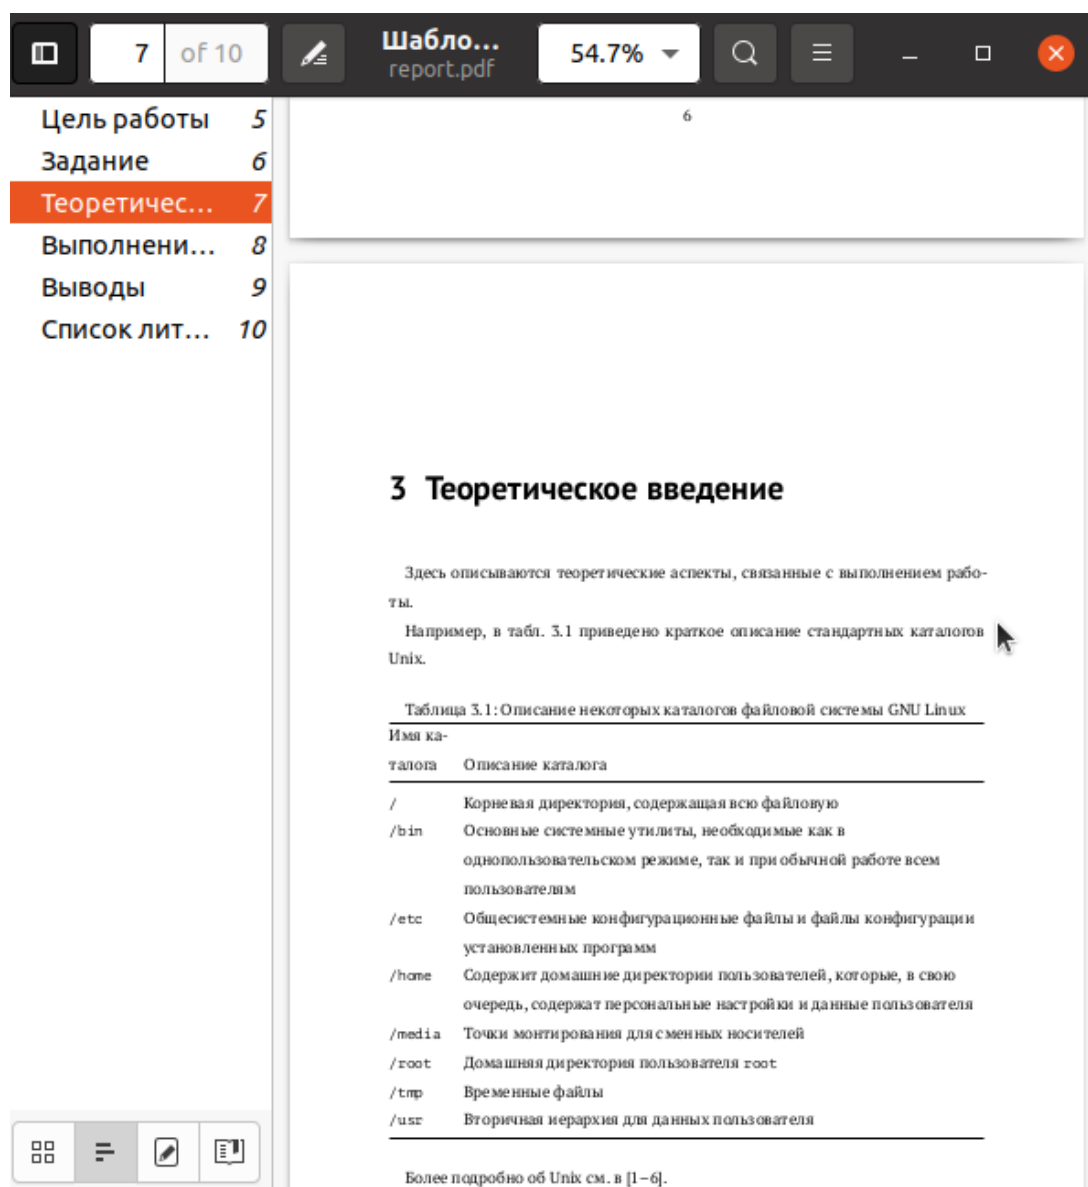 7 of 10
Шабло...
report.pdf
54.7%
Цель работы 5
Задание 6
Теоретичес... 7
Выполнени... 8
Выводы 9
Список лит... 10
6
3 Теоретическое введение
Здесь описываются теоретические аспекты, связанные с выполнением рабо-
ты.
Например, в табл. 3.1 приведено краткое описание стандартных каталогов
Unix.
Таблица 3.1: Описание некоторых каталогов файловой системы GNU Linux
Имя ка-
талога Описание каталога
/ Корневая директория, содержащая всю файловую
/bin Основные системные утилиты, необходимые как в
однопользовательском режиме, так и при обычной работе всем
пользователям
/etc Общесистемные конфигурационные файлы и файлы конфигурации
установленных программ
/home Содержит домашние директории пользователей, которые, в свою
очередь, содержат персональные настройки и данные пользователя
/media Точки монтирования для сменных носителей
/root Домашняя директория пользователя root
/tmp Временные файлы
/usr Вторичная иерархия для данных пользователя
Более подробно об Unix см. в [1–6].